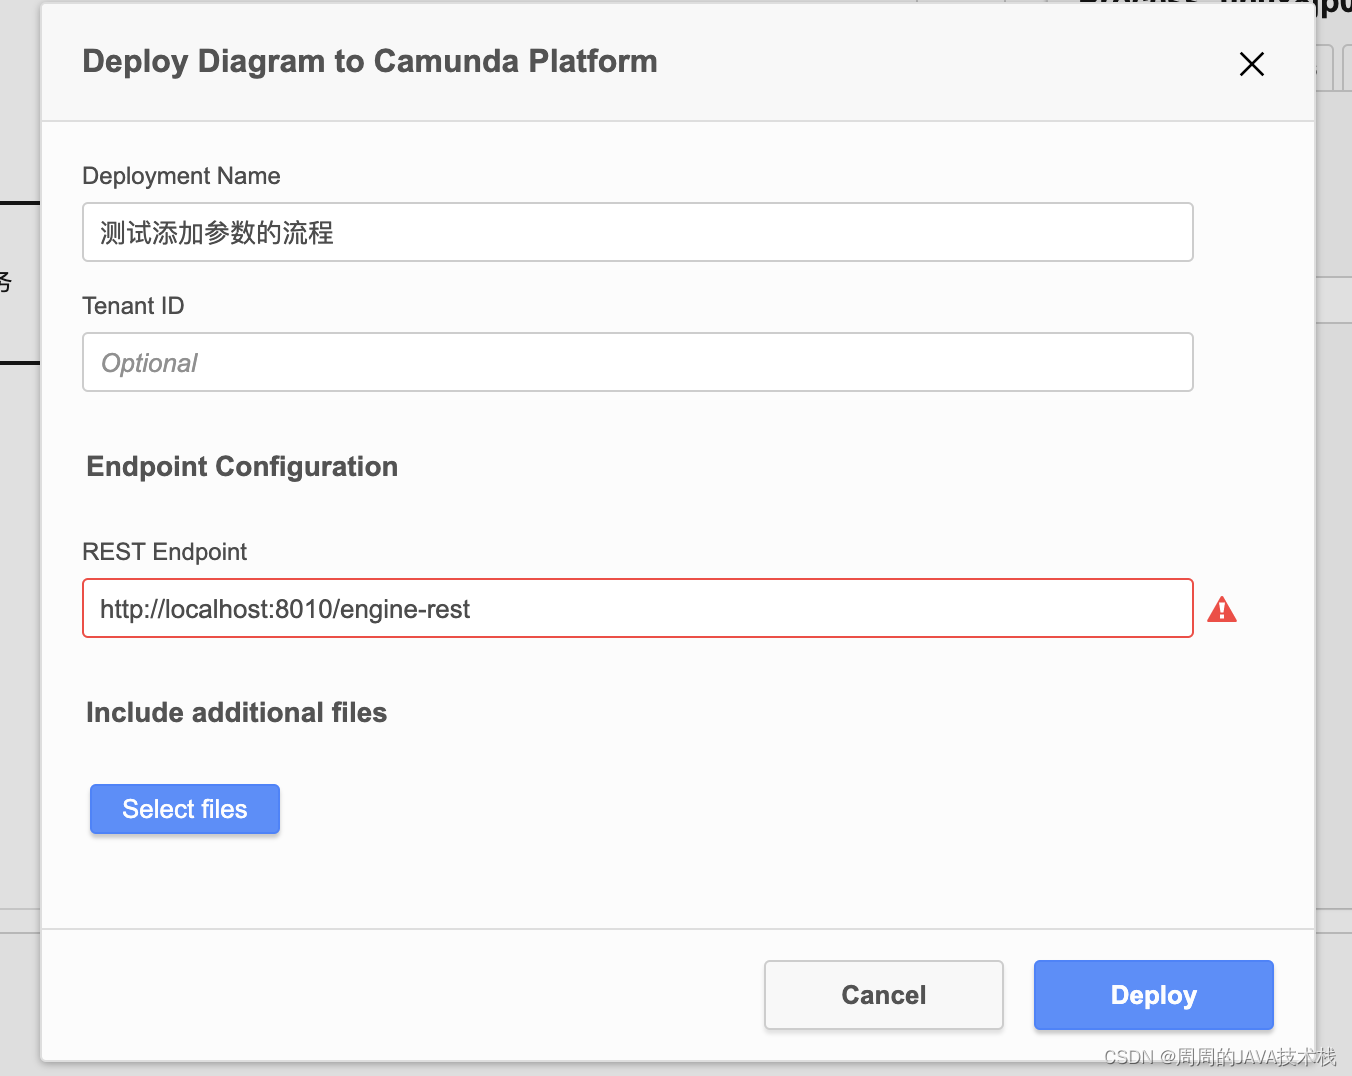 Deploy Diagram to Camunda Platform
Deployment Name
测试添加参数的流程
务
Tenant ID
Optional
Endpoint Configuration
REST Endpoint
http://localhost:8010/engine-rest
Include additional files
Select files
Cancel
Deploy
CSDN @周周的JAVA技术栈